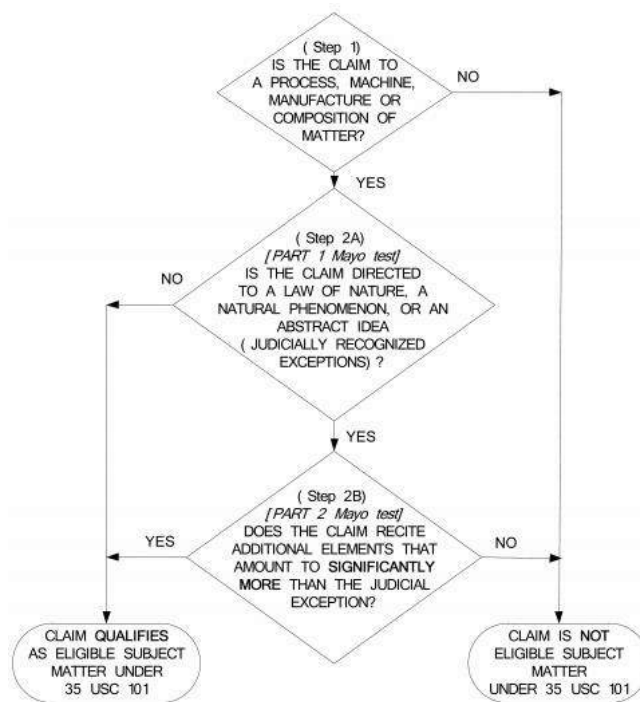 ( Step 1)
IS THE CLAIM TO
A PROCESS, MACHINE,
MANUFACTURE OR
COMPOSITION OF
MATTER?
NO
YES
( Step 2A)
[PART 1 Mayo test]
IS THE CLAIM DIRECTED
TO A LAW OF NATURE, A
NATURAL PHENOMENON, OR AN
ABSTRACT IDEA
( JUDICIALLY RECOGNIZED
EXCEPTIONS) ?
NO
YES
( Step 2B)
[PART 2 Mayo test]
DOES THE CLAIM RECITE
ADDITIONAL ELEMENTS THAT
AMOUNT TO SIGNIFICANTLY
MORE THAN THE JUDICIAL
EXCEPTION?
YES
NO
CLAIM QUALIFIES
AS ELIGIBLE SUBJECT
MATTER UNDER
35 USC 101
CLAIM IS NOT
ELIGIBLE SUBJECT
MATTER
UNDER 35 USC 101